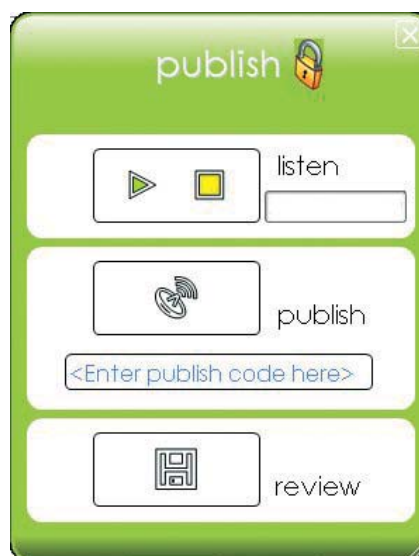 publish
listen
publish
<Enter publish code here>
review